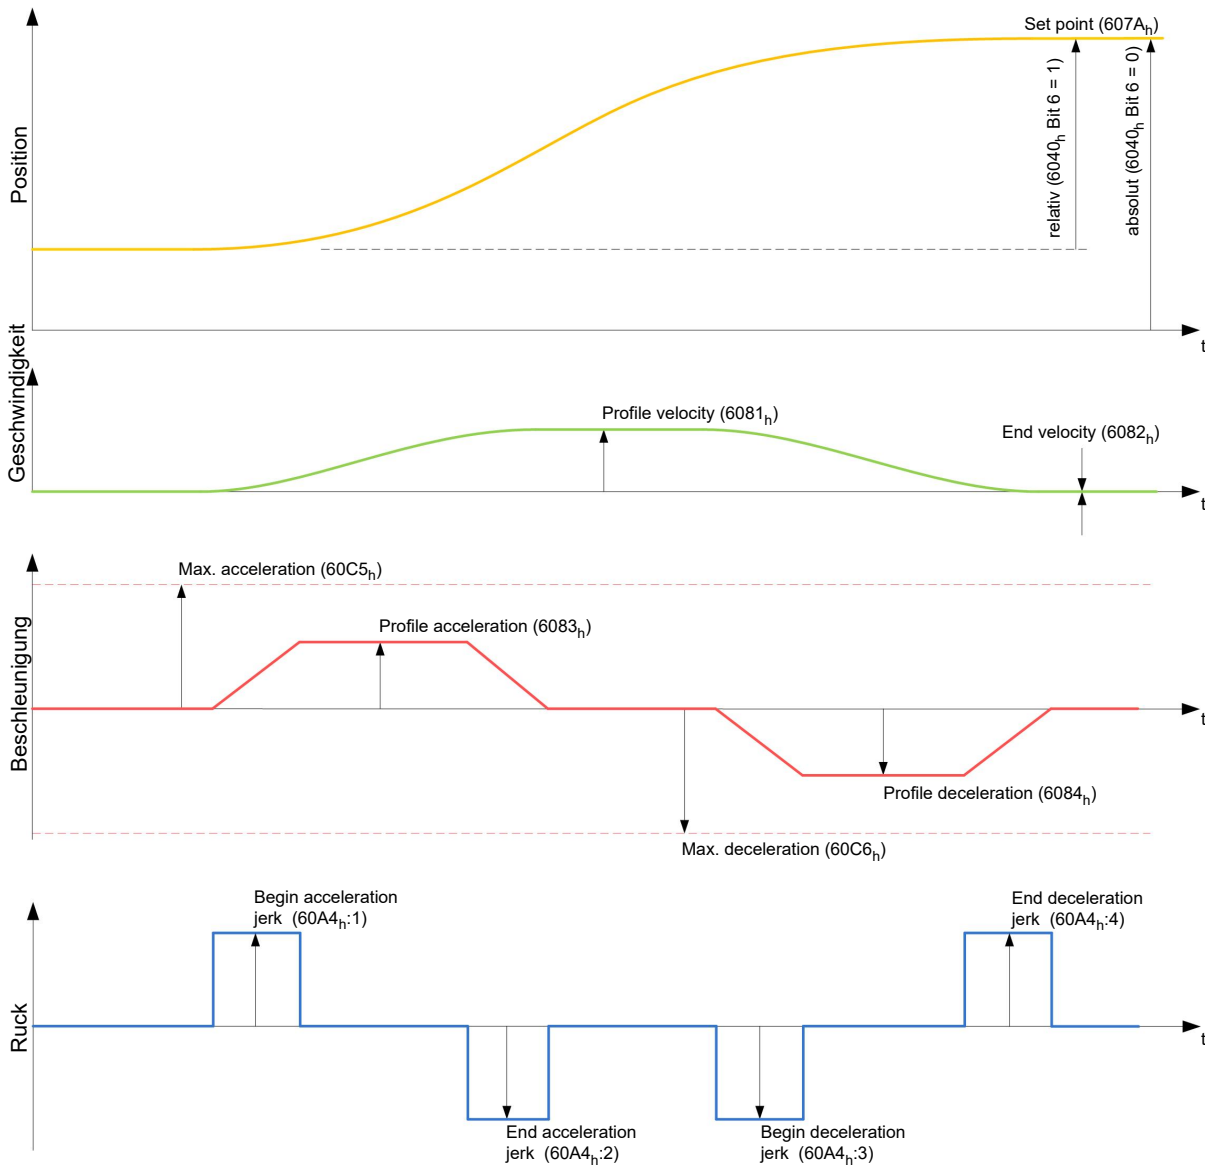 Set point (607Ah)
relativ (6040h Bit 6 = 1)
absolut (6040h Bit 6 = 0)
Position
t
Geschwindigkeit
Profile velocity (6081h)
End velocity (6082h)
t
Beschleunigung
Max. acceleration (60C5h)
Profile acceleration (6083h)
t
Profile deceleration (6084h)
Max. deceleration (60C6h)
Ruck
Begin acceleration
jerk (60A4h:1)
End deceleration
jerk (60A4h:4)
t
End acceleration
jerk (60A4h:2)
Begin deceleration
jerk (60A4h:3)